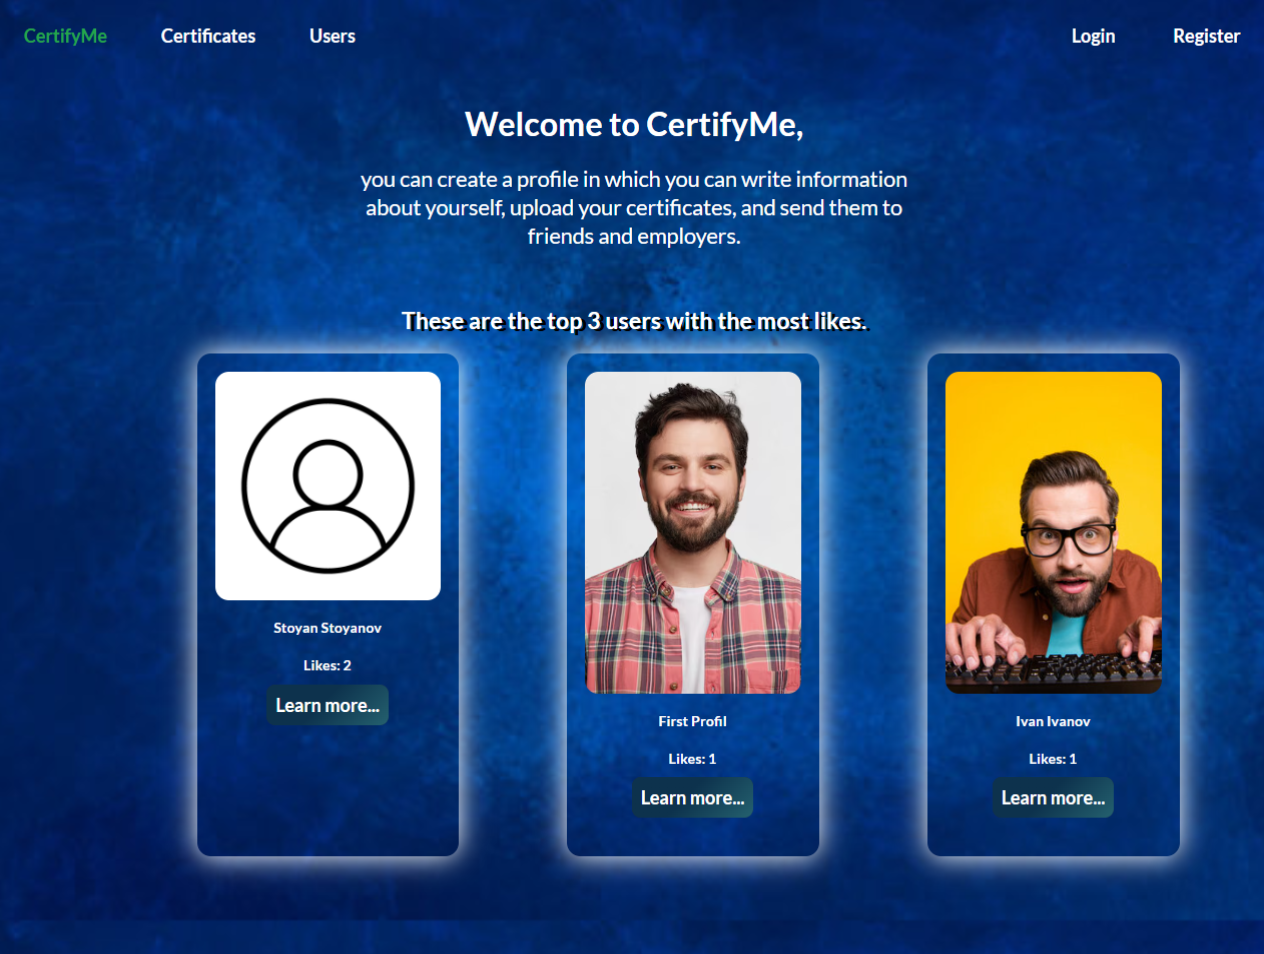 CertifyMe Certificates Users Login Register
Welcome to CertifyMe,
you can create a profile in which you can write information
about yourself, upload your certificates, and send them to
friends and employers.
These are the top 3 users with the most likes.
Stoyan Stoyanov
Likes: 2
Learn more...
First Profil
Likes: 1
Learn more...
Ivan Ivanov
Likes: 1
Learn more...